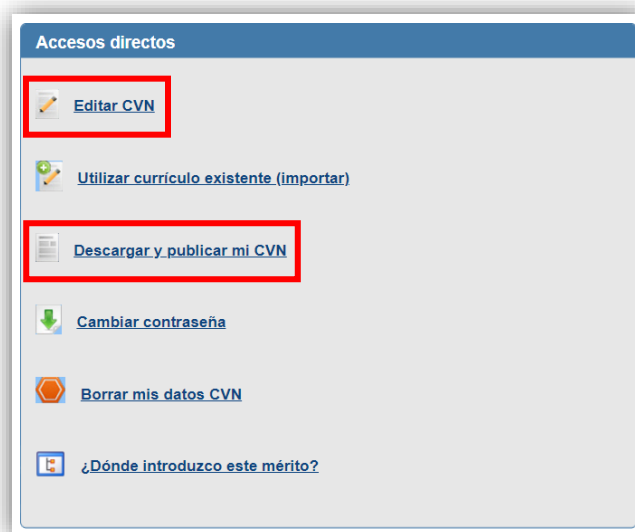 Accesos directos
Editar CVN
Utilizar currículo existente (importar)
Descargar y publicar mi CVN
Cambiar contraseña
Borrar mis datos CVN
¿Dónde introduzco este mérito?